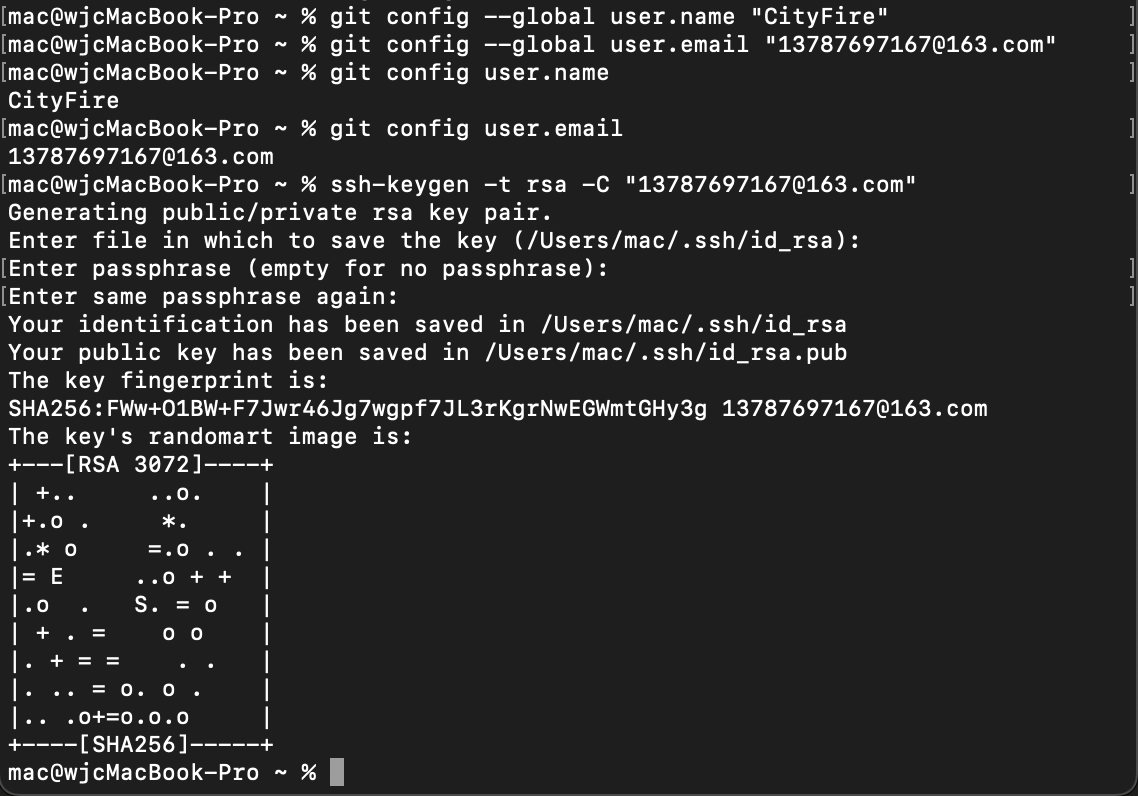 [mac@wjcMacBook-Pro ~ % git config --global user.name "CityFire" ]
[mac@wjcMacBook-Pro ~ % git config --global user.email "13787697167@163.com" ]
[mac@wjcMacBook-Pro ~ % git config user.name ]
CityFire
[mac@wjcMacBook-Pro ~ % git config user.email ]
13787697167@163.com
[mac@wjcMacBook-Pro ~ % ssh-keygen -t rsa -C "13787697167@163.com" ]
Generating public/private rsa key pair.
Enter file in which to save the key (/Users/mac/.ssh/id_rsa):
[Enter passphrase (empty for no passphrase): ]
[Enter same passphrase again: ]
Your identification has been saved in /Users/mac/.ssh/id_rsa
Your public key has been saved in /Users/mac/.ssh/id_rsa.pub
The key fingerprint is:
SHA256:FWw+O1BW+F7Jwr46Jg7wgpf7JL3rKgrNwEGWmtGHy3g 13787697167@163.com
The key's randomart image is:
+---[RSA 3072]----+
| +..     ..o.    |
|+.o .     *.     |
|.* o     =.o . . |
|= E     ..o + +  |
|.o  .   S. = o   |
| + . =    o o    |
|. + = =    . .   |
|. .. = o. o .    |
|.. .o+=o.o.o     |
+----[SHA256]-----+
mac@wjcMacBook-Pro ~ %